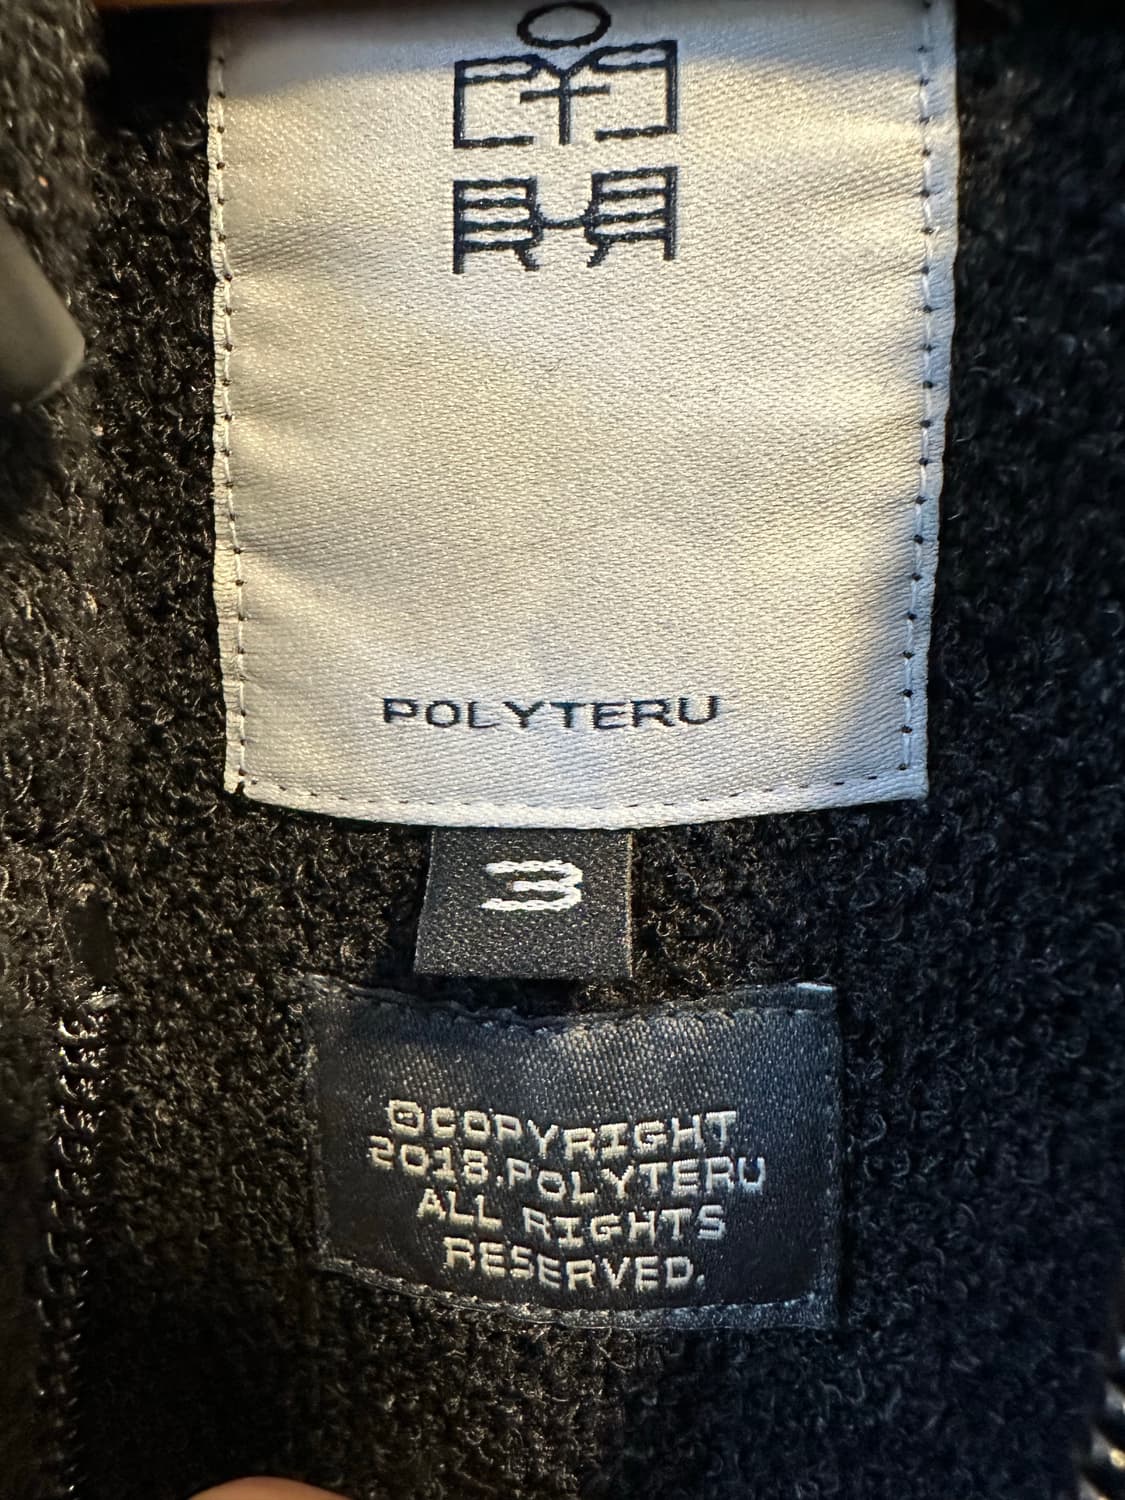 POLYTERU
3
©COPYRIGHT
2018.POLYTERU
ALL RIGHTS
RESERVED.